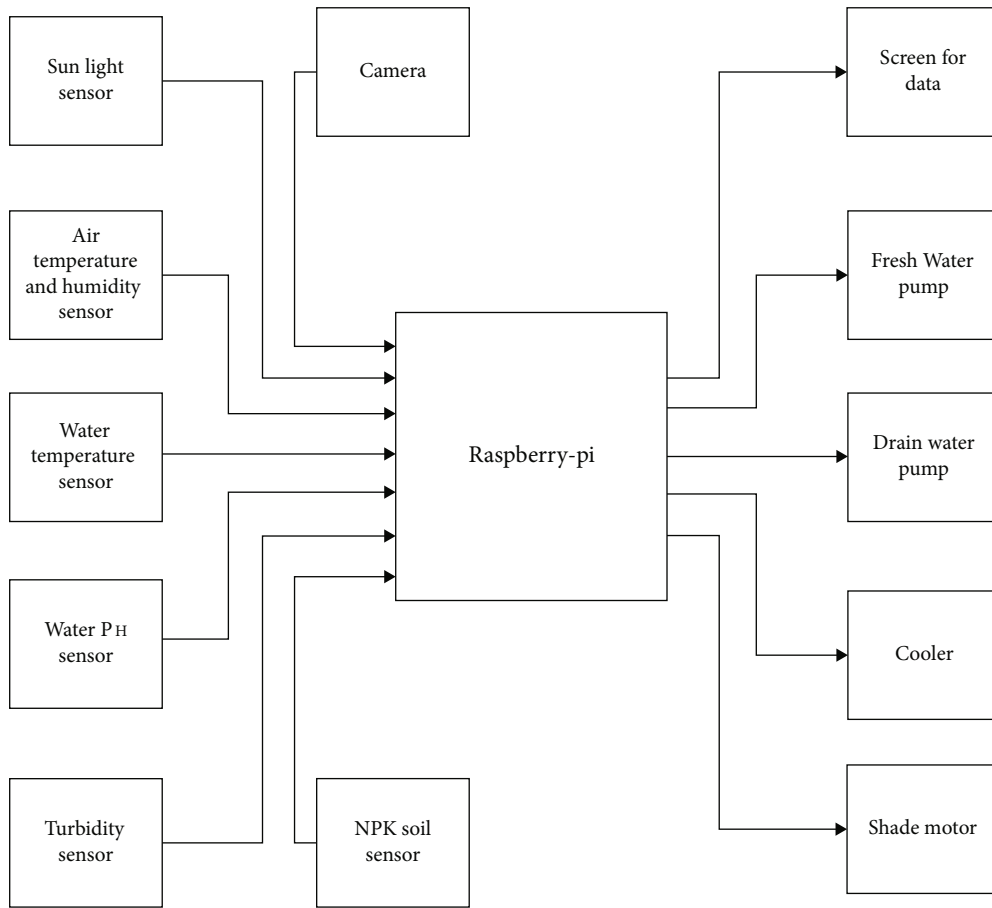 Sun light
sensor
Camera
Screen for
data
Air
temperature
and humidity
sensor
Fresh Water
pump
Water
temperature
sensor
Raspberry-pi
Drain water
pump
Water PH
sensor
Cooler
Turbidity
sensor
NPK soil
sensor
Shade motor